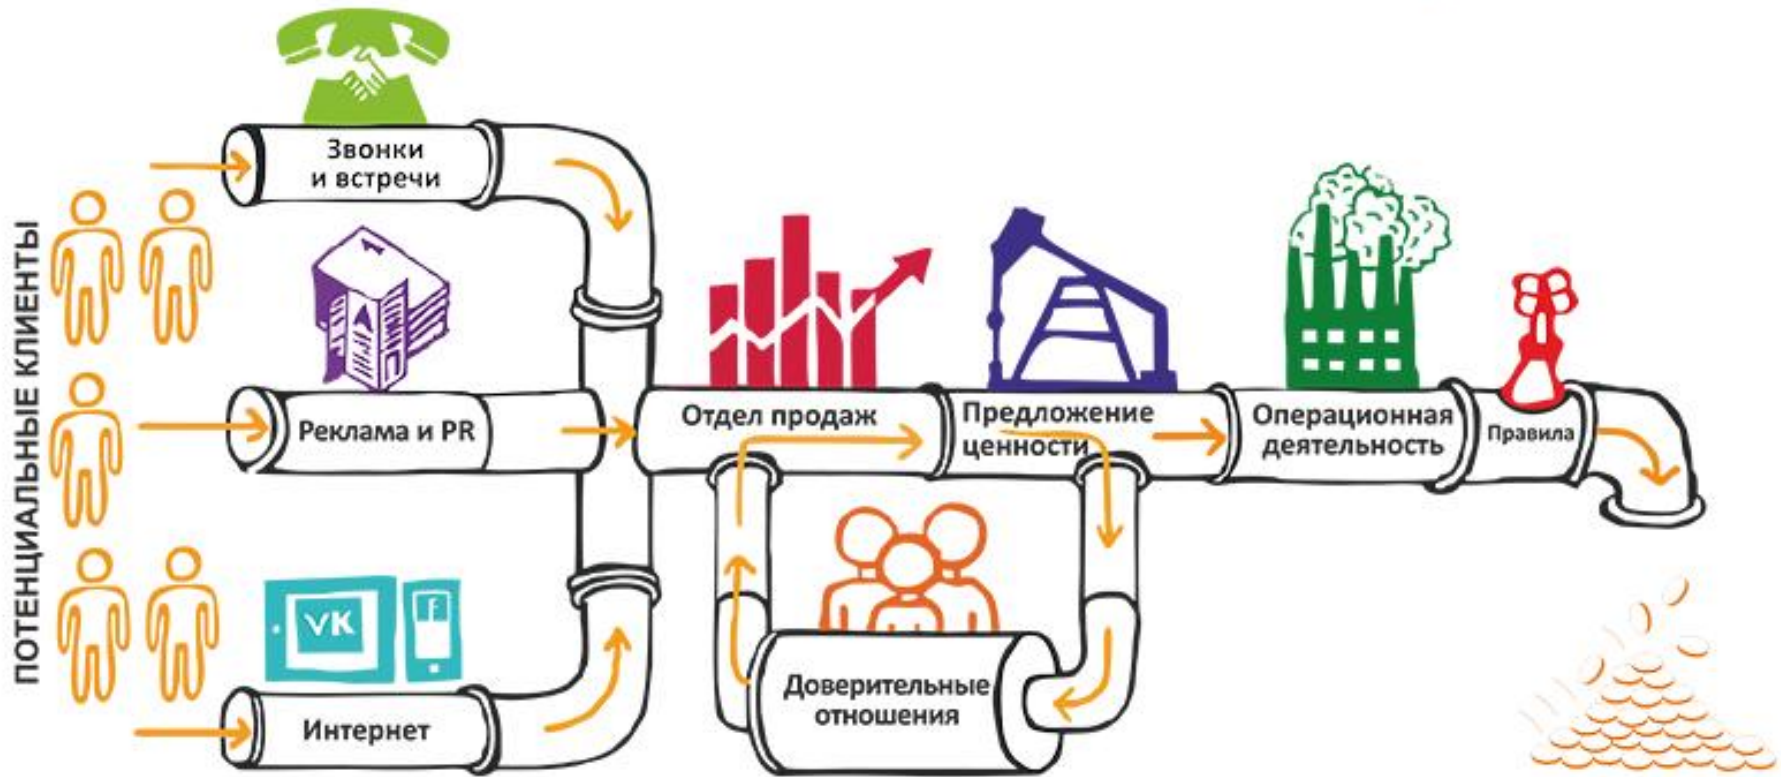 ПОТЕНЦИАЛЬНЫЕ КЛИЕНТЫ
Звонки
и встречи
Реклама и PR
VK
f
Интернет
Отдел продаж
Предложение
ценности
Операционная
деятельность
Правила
Доверительные
отношения